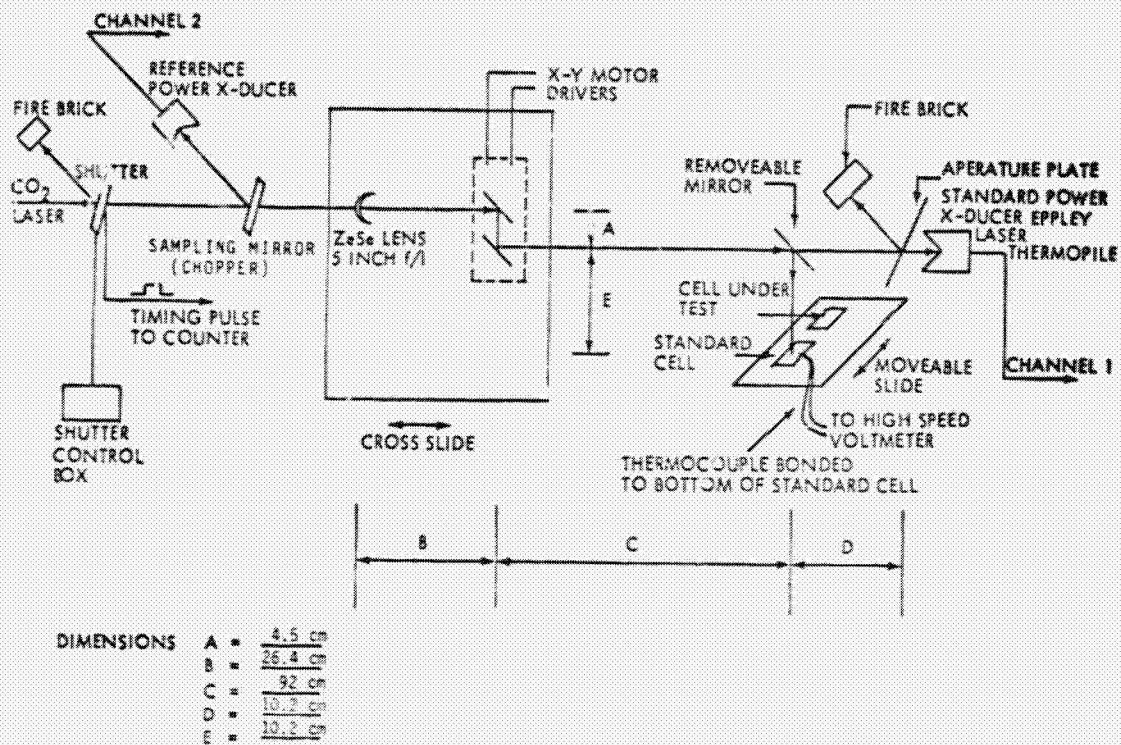 CHANNEL 2
REFERENCE
POWER X-DUCER
FIRE BRICK
SHUTTER
CO2
LASER
SAMPLING MIRROR
(CHOPPER)
TIMING PULSE
TO COUNTER
SHUTTER
CONTROL
BOX
X-Y MOTOR
DRIVERS
ZeSe LENS
5 INCH f/l
CROSS SLIDE
A
E
REMOVEABLE
MIRROR
FIRE BRICK
APERATURE PLATE
STANDARD POWER
X-DUCER EPPLEY
LASER
THERMOPILE
CELL UNDER
TEST
STANDARD
CELL
MOVEABLE
SLIDE
CHANNEL 1
TO HIGH SPEED
VOLTMETER
THERMOCOUPLE BONDED
TO BOTTOM OF STANDARD CELL
B
C
D
DIMENSIONS A = 4.5 cm
B = 26.4 cm
C = 92 cm
D = 10.2 cm
E = 10.2 cm